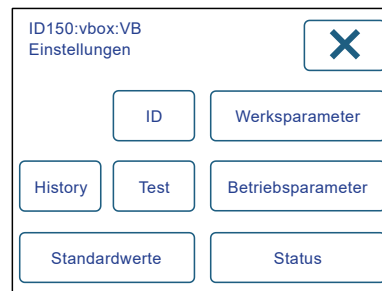 ID150:vbox:VB
Einstellungen
ID
Werksparameter
History
Test
Betriebsparameter
Standardwerte
Status